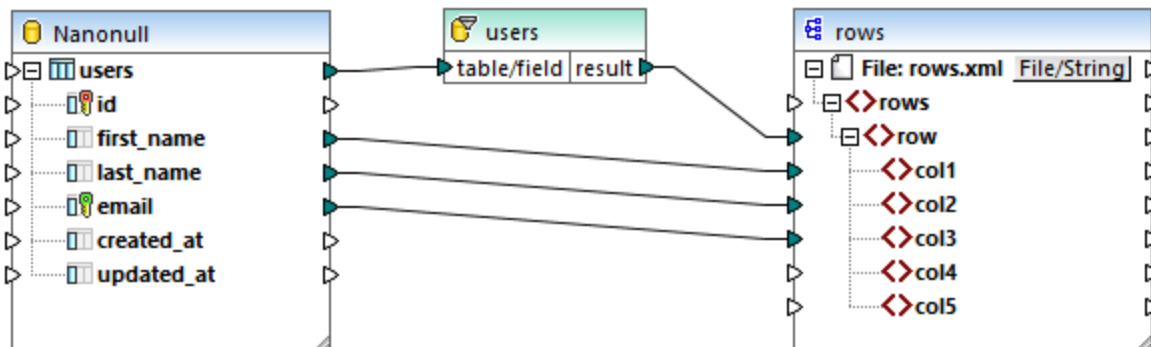 Nanonull
users
id
first_name
last_name
email
created_at
updated_at
users
table/field result
rows
File: rows.xml File/String
rows
row
col1
col2
col3
col4
col5